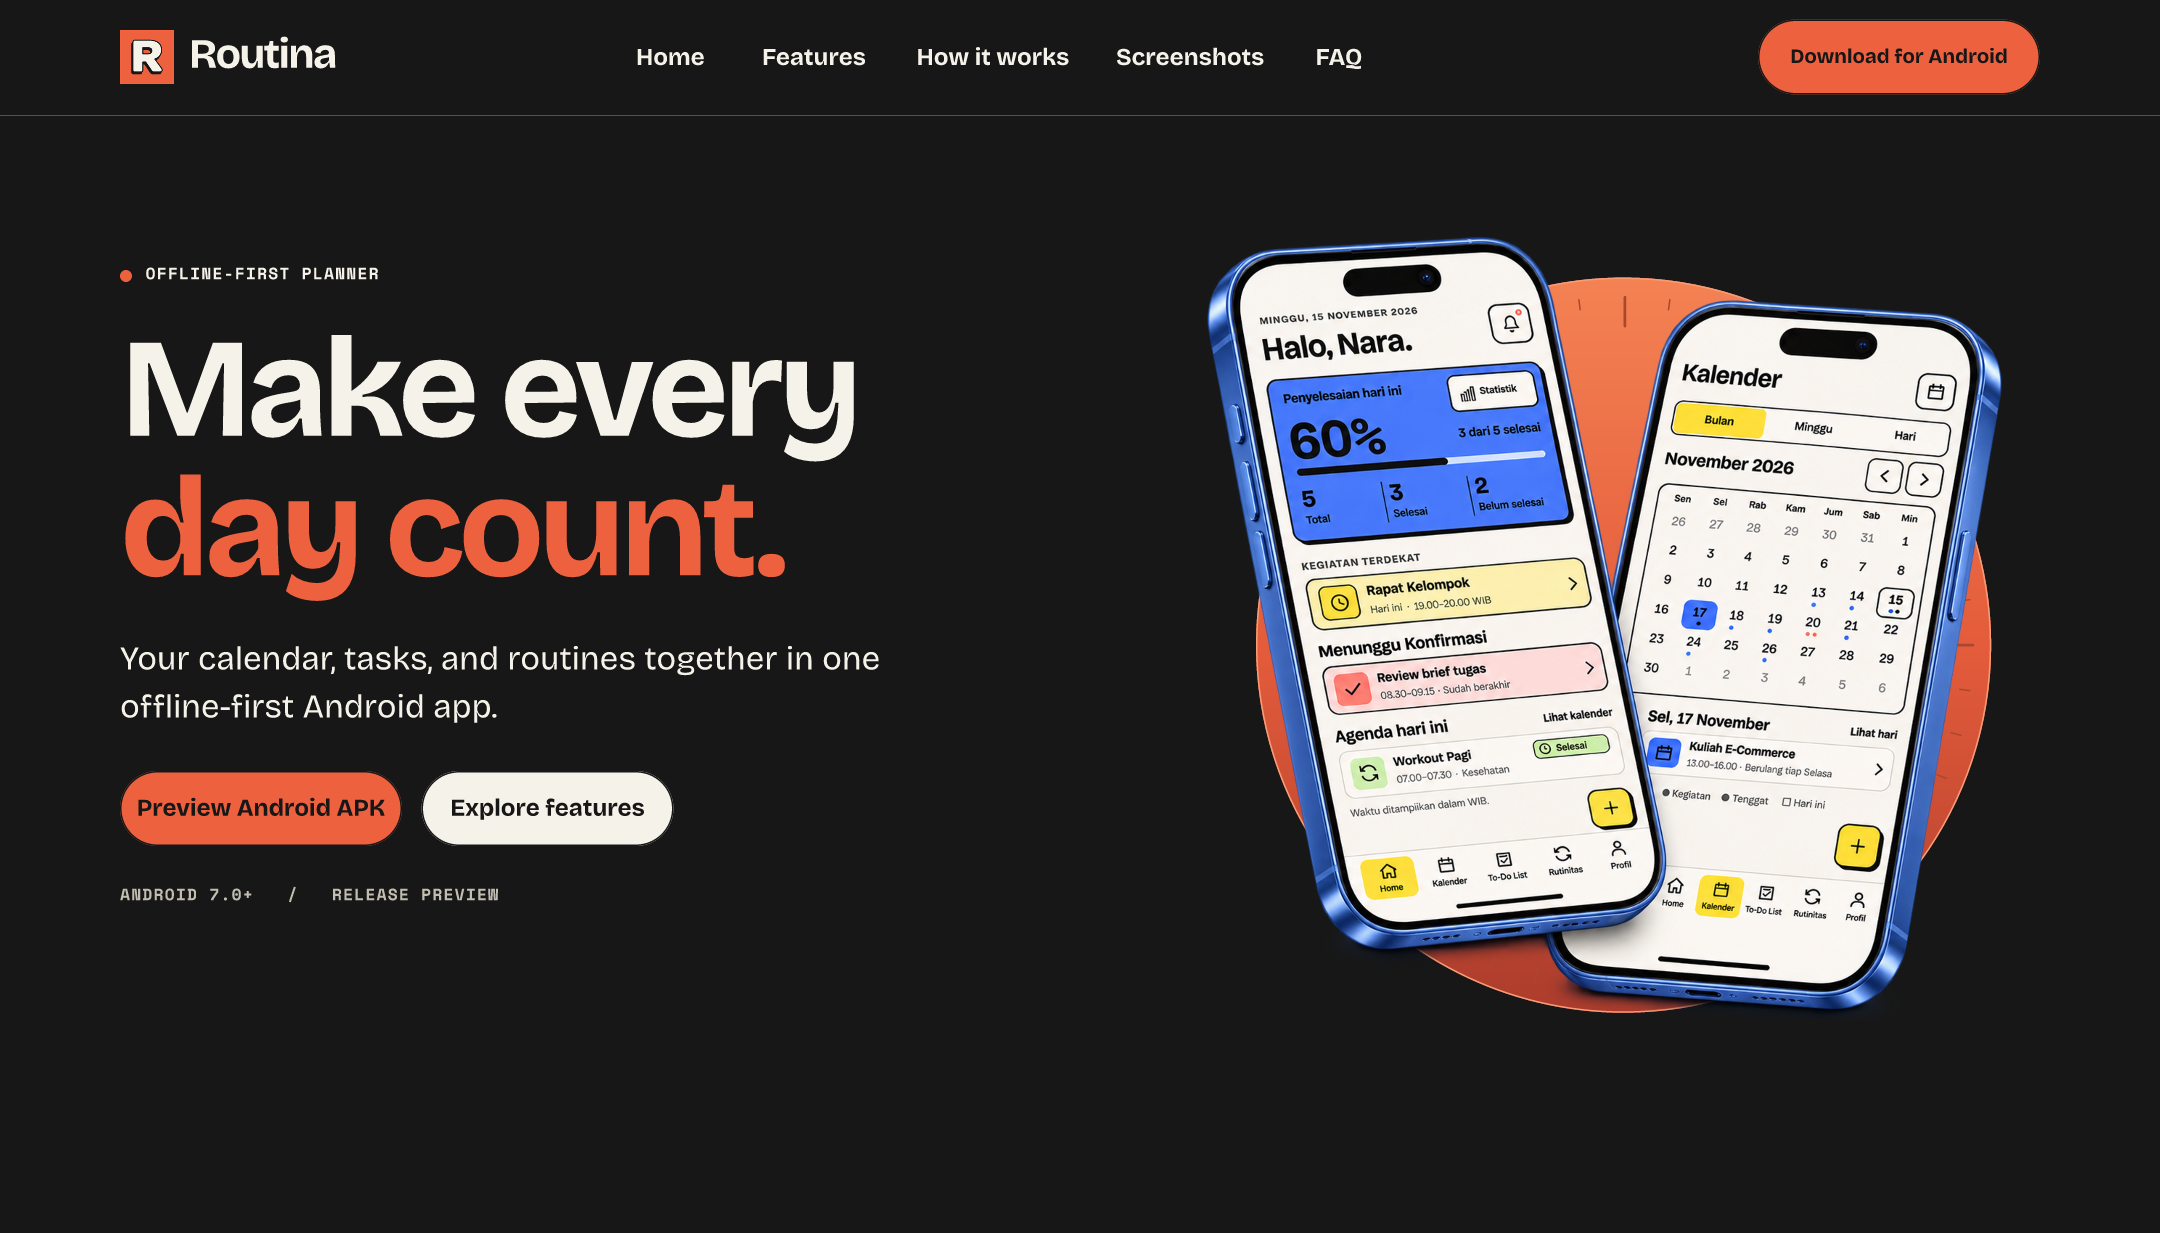 R Routina
Home Features How it works Screenshots FAQ
Download for Android
OFFLINE-FIRST PLANNER
Make every
day count.
Your calendar, tasks, and routines together in one
offline-first Android app.
Preview Android APK Explore features
ANDROID 7.0+ / RELEASE PREVIEW
MINGGU, 15 NOVEMBER 2026
Halo, Nara.
Penyelesaian hari ini Statistik
60% 3 dari 5 selesai
5 3 2
Total Selesai Belum selesai
KEGIATAN TERDEKAT
Rapat Kelompok
Hari ini · 19.00-20.00 WIB
Menunggu Konfirmasi
Review brief tugas
08.30-09.15 · Sudah berakhir
Agenda hari ini Lihat kalender
Workout Pagi Selesai
07.00-07.30 · Kesehatan
Waktu ditampiikan dalam WIB.
+
Home Kalender To-Do List Rutinitas Profil
Kalender
Bulan Minggu Hari
November 2026
Sen Sel Rab Kam Jum Sab Min
26 27 28 29 30 31 1
2 3 4 5 6 7 8
9 10 11 12 13 14 15
16 17 18 19 20 21 22
23 24 25 26 27 28 29
30 1 2 3 4 5 6
Sel, 17 November Lihat hari
Kuliah E-Commerce
13.00-16.00 · Berulang tiap Selasa
Kegiatan Tenggat Hari ini
+
Home Kalender To-Do List Rutinitas Profil